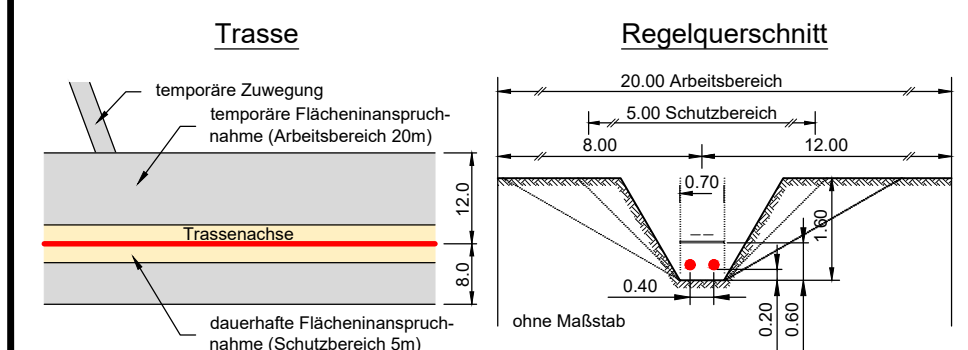 Trasse
temporäre Zuwegung
temporäre Flächeninanspruch-
nahme (Arbeitsbereich 20m)
Trassenachse
12.0
8.0
dauerhafte Flächeninanspruch-
nahme (Schutzbereich 5m)
Regelquerschnitt
20.00 Arbeitsbereich
5.00 Schutzbereich
8.00
12.00
0.70
1.60
0.40
0.20
0.60
ohne Maßstab